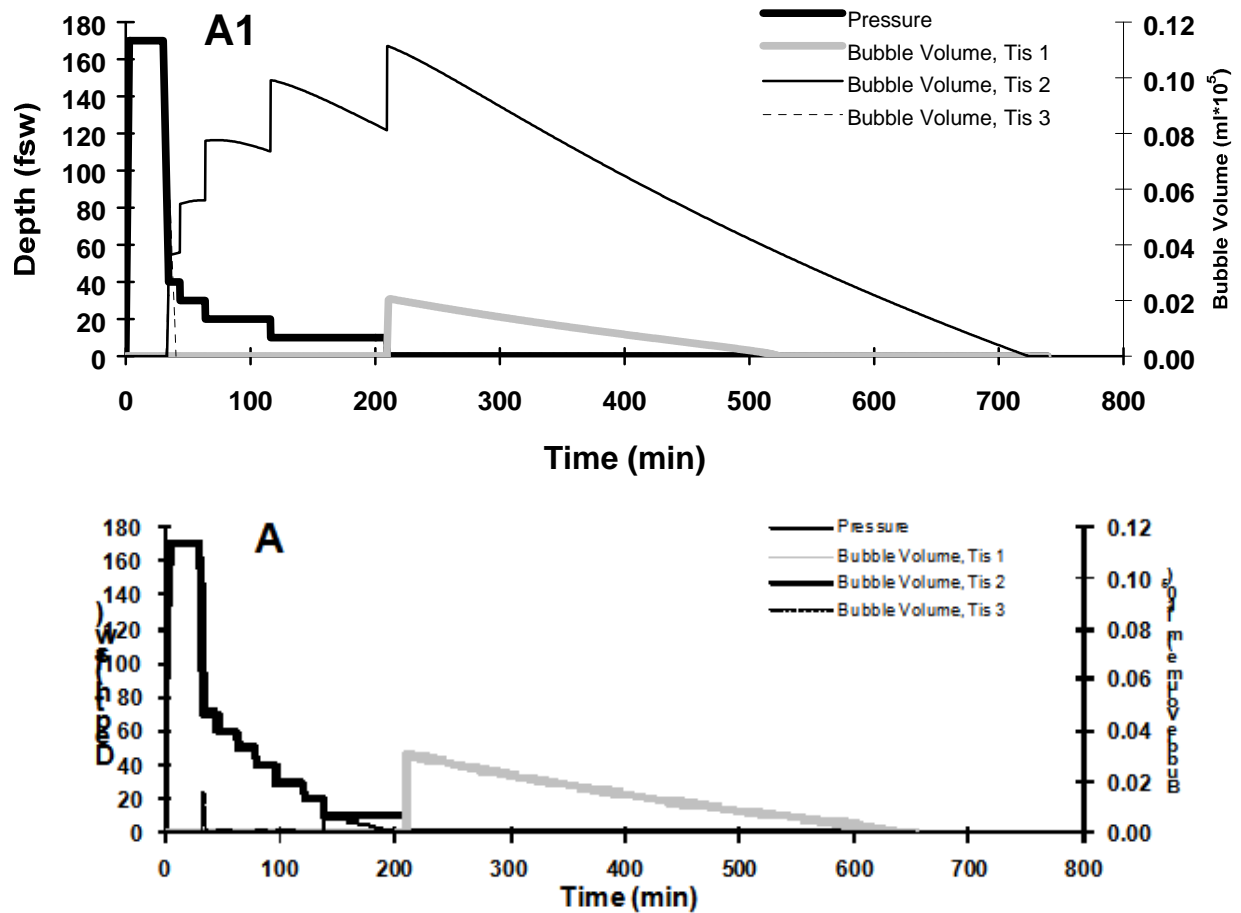 A1
Pressure
Bubble Volume, Tis 1
Bubble Volume, Tis 2
Bubble Volume, Tis 3
Depth (fsw)
180
160
140
120
100
80
60
40
20
0
0.12
0.10
0.08
0.06
0.04
0.02
0.00
Bubble Volume (ml*10⁵)
0 100 200 300 400 500 600 700 800
Time (min)
A
Pressure
Bubble Volume, Tis 1
Bubble Volume, Tis 2
Bubble Volume, Tis 3
180
160
140
120
100
80
60
40
20
0
0.12
0.10
0.08
0.06
0.04
0.02
0.00
0 100 200 300 400 500 600 700 800
Time (min)